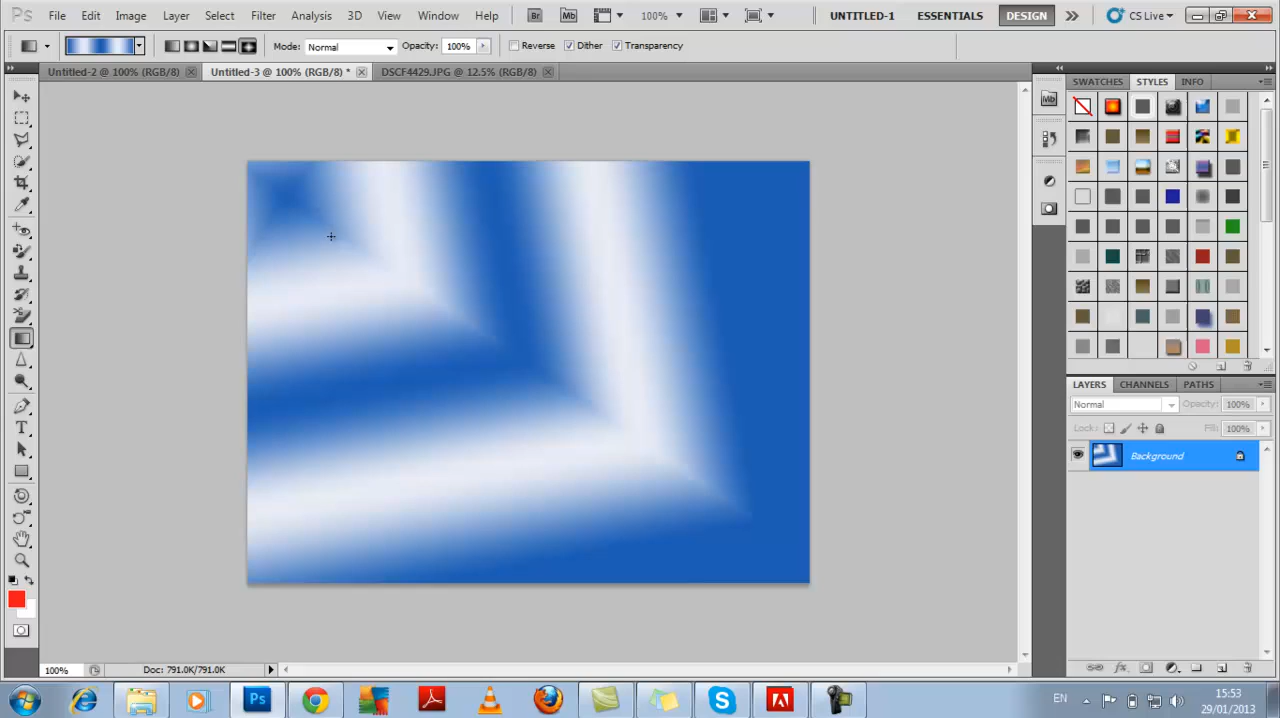 Ps File Edit Image Layer Select Filter Analysis 3D View Window Help Br Mb 100% UNTITLED-1 ESSENTIALS DESIGN CS Live
Mode: Normal Opacity: 100% Reverse Dither Transparency
Untitled-2 @ 100% (RGB/8) Untitled-3 @ 100% (RGB/8) * DSCF4429.JPG @ 12.5% (RGB/8)
SWATCHES STYLES INFO
Mb
LAYERS CHANNELS PATHS
Normal Opacity: 100%
Lock: Fill: 100%
Background
100% Doc: 791.0K/791.0K
Ps EN 15:53
29/01/2013